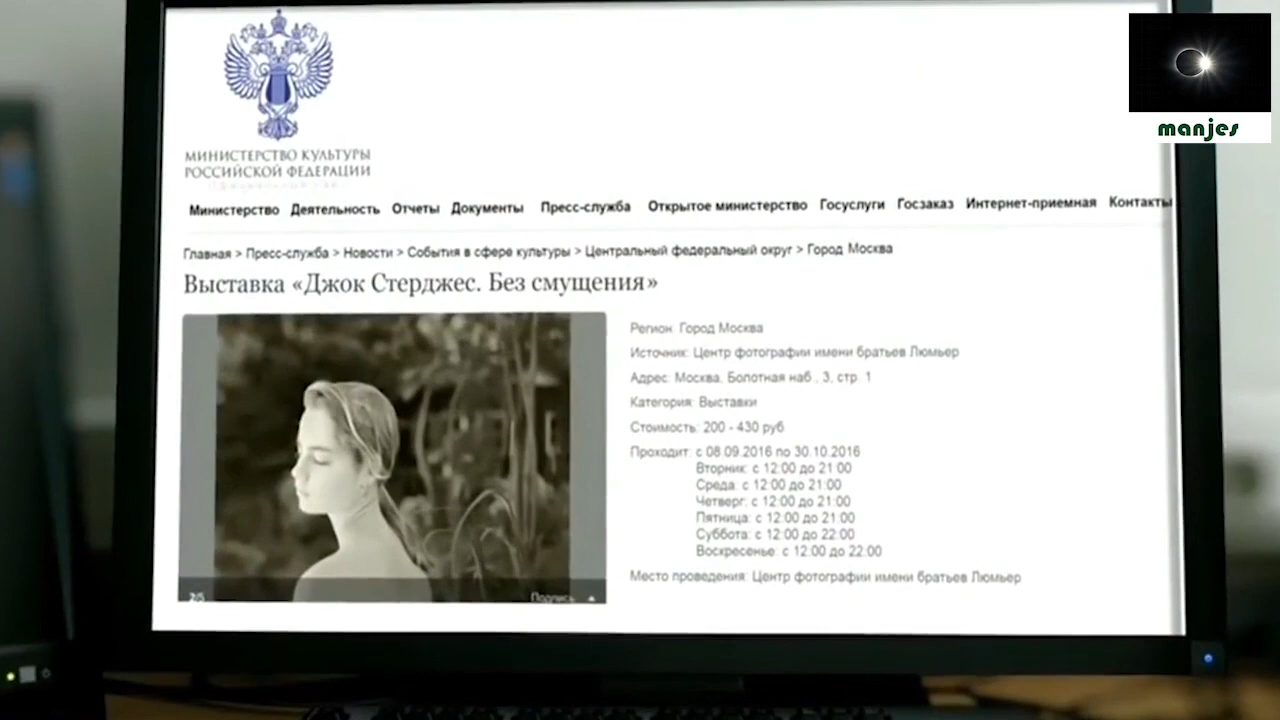 manjes
МИНИСТЕРСТВО КУЛЬТУРЫ
РОССИЙСКОЙ ФЕДЕРАЦИИ
Министерство Деятельность Отчеты Документы Пресс-служба Открытое министерство Госуслуги Госзаказ Интернет-приемная Контакты
Главная > Пресс-служба > Новости > События в сфере культуры > Центральный федеральный округ > Город Москва
Выставка «Джок Стерджес. Без смущения»
Регион: Город Москва
Источник: Центр фотографии имени братьев Люмьер
Адрес: Москва, Болотная наб., 3, стр. 1
Категория: Выставки
Стоимость: 200 - 430 руб
Проходит: с 08.09.2016 по 30.10.2016
Вторник: с 12:00 до 21:00
Среда: с 12:00 до 21:00
Четверг: с 12:00 до 21:00
Пятница: с 12:00 до 21:00
Суббота: с 12:00 до 22:00
Воскресенье: с 12:00 до 22:00
Место проведения: Центр фотографии имени братьев Люмьер
2/5
Подпись